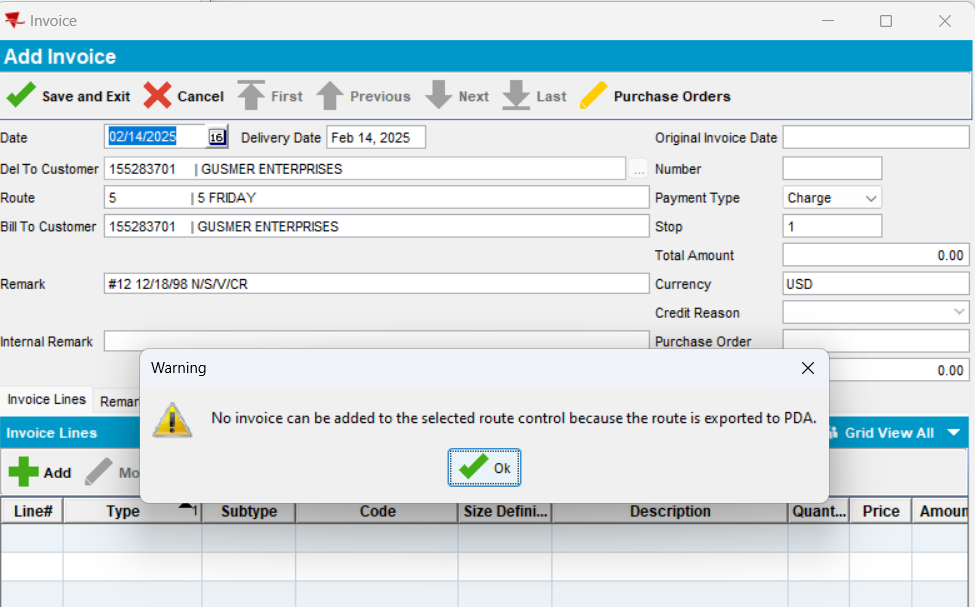 Invoice
Add Invoice
Save and Exit Cancel First Previous Next Last Purchase Orders
Date 02/14/2025 16 Delivery Date Feb 14, 2025 Original Invoice Date
Del To Customer 155283701 | GUSMER ENTERPRISES ... Number
Route 5 | 5 FRIDAY Payment Type Charge
Bill To Customer 155283701 | GUSMER ENTERPRISES Stop 1
Total Amount 0.00
Remark #12 12/18/98 N/S/V/CR Currency USD
Credit Reason
Internal Remark Purchase Order
Warning
0.00
Invoice Lines Remar
No invoice can be added to the selected route control because the route is exported to PDA.
Invoice Lines Grid View All
Ok
Add Mo
Line# Type 1 Subtype Code Size Defini... Description Quant... Price Amoun